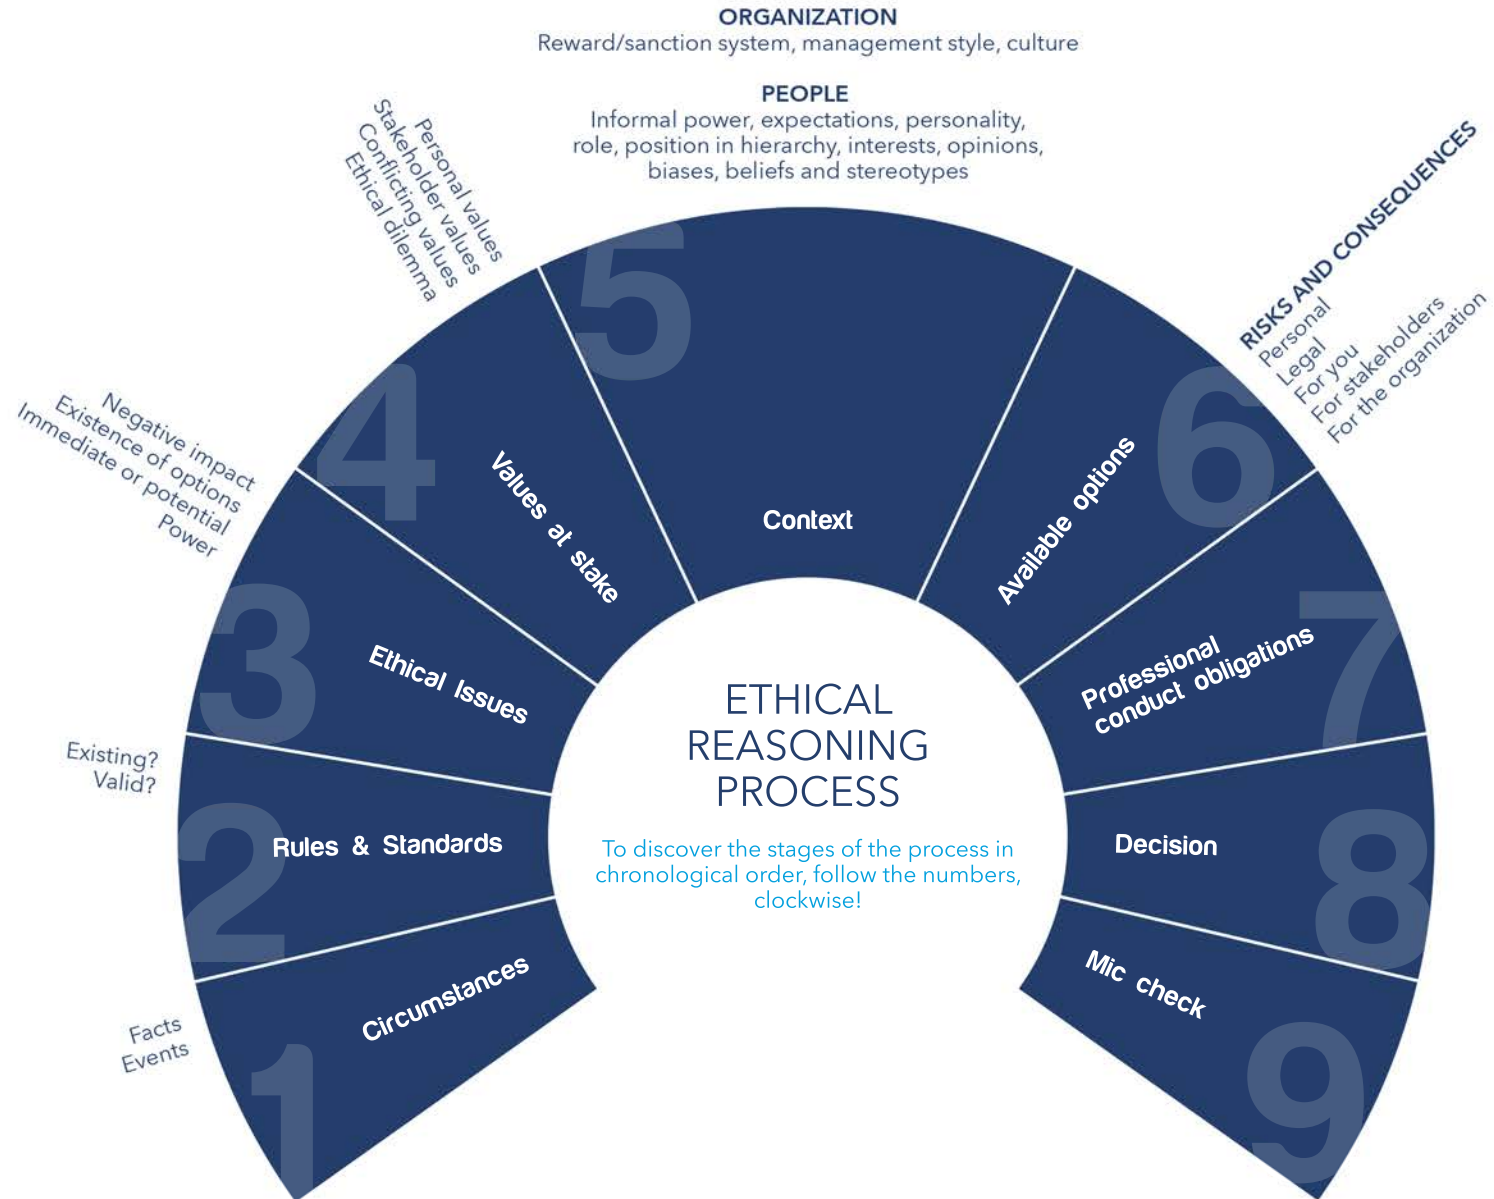 ORGANIZATION
Reward/sanction system, management style, culture
PEOPLE
Informal power, expectations, personality,
role, position in hierarchy, interests, opinions,
biases, beliefs and stereotypes
Personal values
Stakeholder values
Conflicting values
Ethical dilemma
RISKS AND CONSEQUENCES
Personal
Legal
For you
For stakeholders
For the organization
Negative impact
Existence of options
Immediate or potential
Power
Existing?
Valid?
Facts
Events
1
Circumstances
2
Rules & Standards
3
Ethical Issues
4
Values at stake
5
Context
6
Available options
7
Professional
conduct obligations
8
Decision
9
Mic check
ETHICAL
REASONING
PROCESS
To discover the stages of the process in
chronological order, follow the numbers,
clockwise!